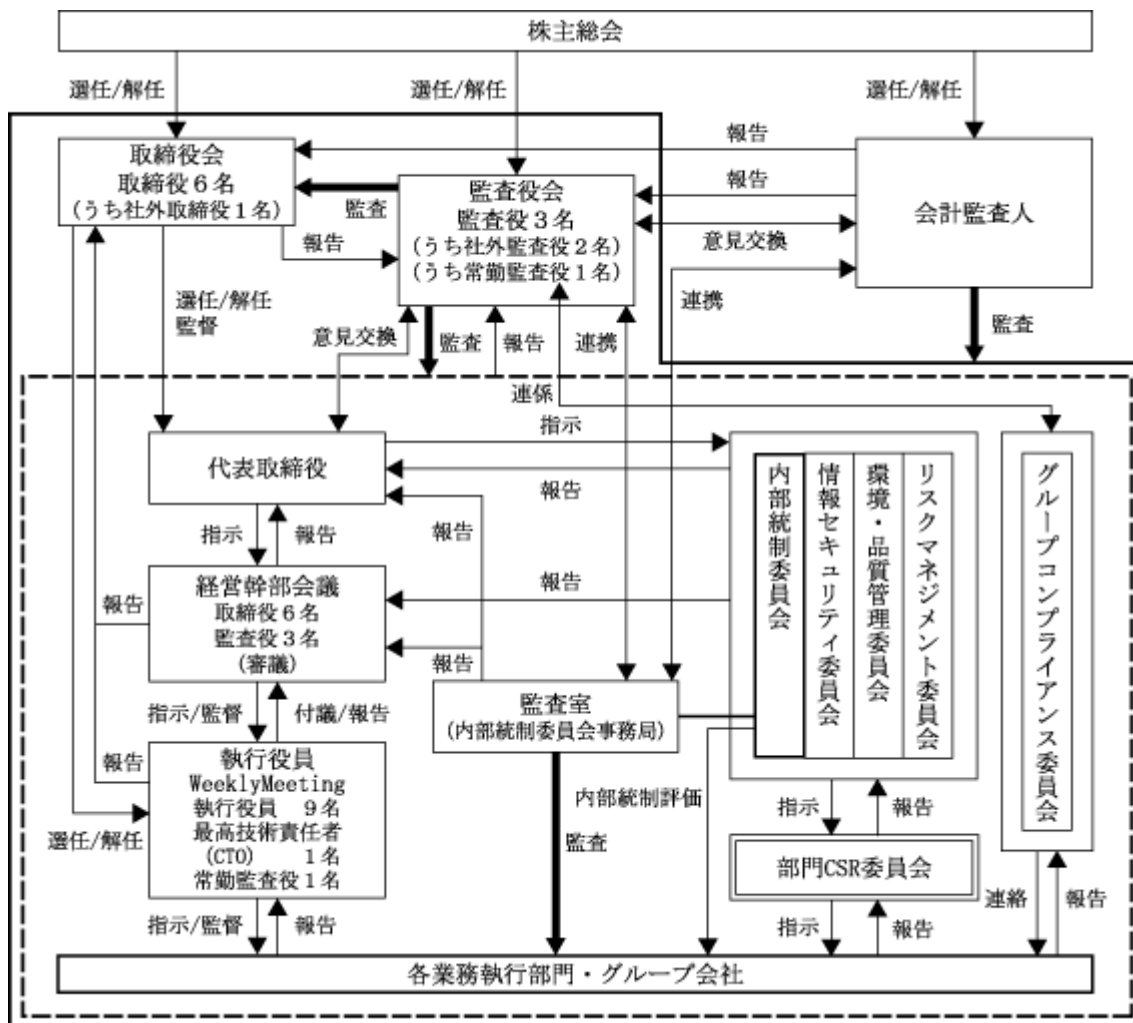 株主総会
選任/解任
選任/解任
選任/解任
取締役会
取締役6名
(うち社外取締役1名)
監査
報告
監査役会
監査役3名
(うち社外監査役2名)
(うち常勤監査役1名)
報告
報告
意見交換
会計監査人
連携
監査
選任/解任
監督
意見交換
監査
報告
連携
連係
指示
代表取締役
報告
指示
報告
報告
経営幹部会議
取締役6名
監査役3名
(審議)
報告
報告
報告
内部統制委員会
情報セキュリティ委員会
環境・品質管理委員会
リスクマネジメント委員会
グループコンプライアンス委員会
監査室
(内部統制委員会事務局)
指示/監督
付議/報告
報告
執行役員
WeeklyMeeting
執行役員 9名
最高技術責任者
(CTO) 1名
常勤監査役1名
選任/解任
内部統制評価
監査
指示
報告
部門CSR委員会
指示
報告
連絡
報告
指示/監督
報告
各業務執行部門・グループ会社